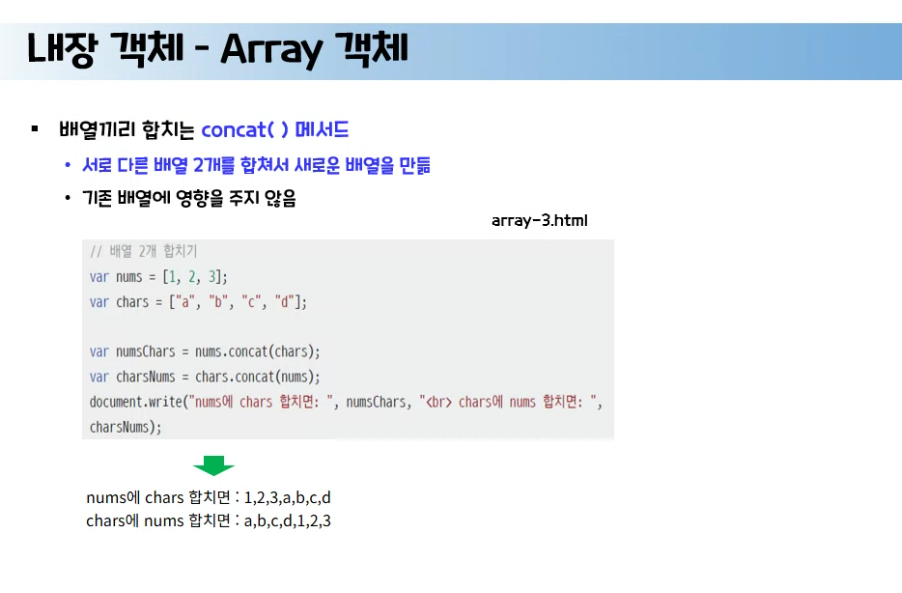 내장 객체 - Array 객체
▪ 배열끼리 합치는 concat( ) 메서드
• 서로 다른 배열 2개를 합쳐서 새로운 배열을 만듦
• 기존 배열에 영향을 주지 않음
array-3.html
// 배열 2개 합치기
var nums = [1, 2, 3];
var chars = ["a", "b", "c", "d"];
var numsChars = nums.concat(chars);
var charsNums = chars.concat(nums);
document.write("nums에 chars 합치면: ", numsChars, "<br> chars에 nums 합치면: ",
charsNums);
nums에 chars 합치면 : 1,2,3,a,b,c,d
chars에 nums 합치면 : a,b,c,d,1,2,3